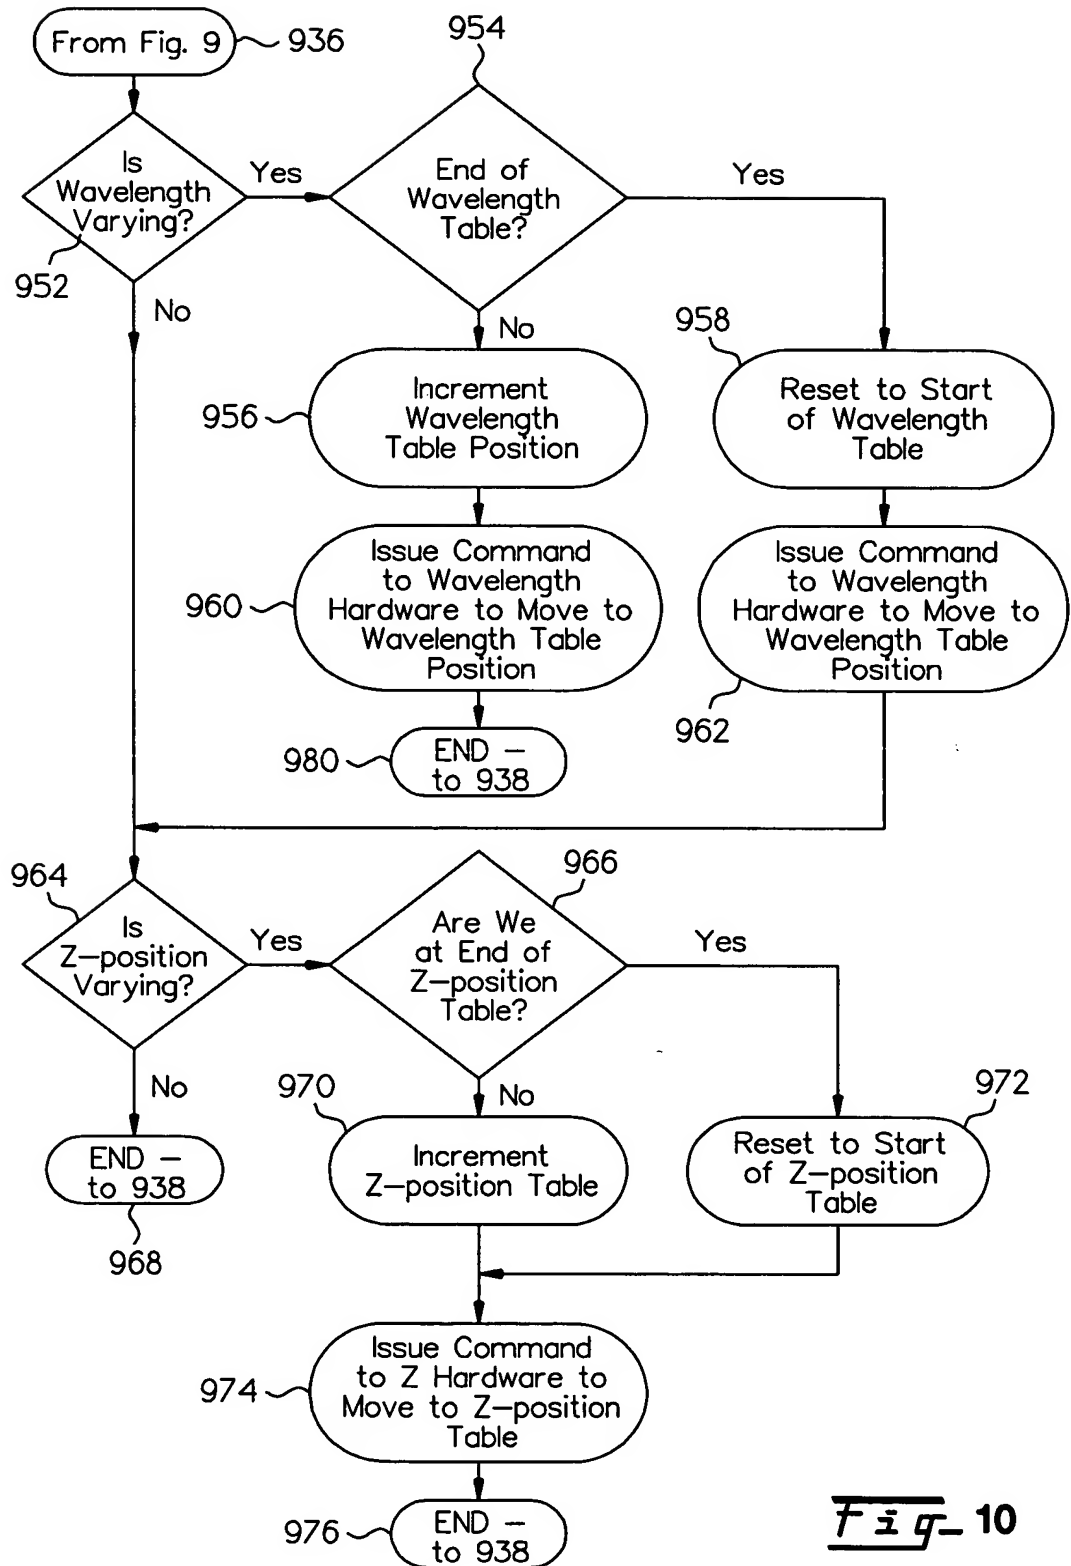 From Fig. 9
936
954
Is
Wavelength
Varying?
952
Yes
No
End of
Wavelength
Table?
Yes
No
956
Increment
Wavelength
Table Position
958
Reset to Start
of Wavelength
Table
960
Issue Command
to Wavelength
Hardware to Move to
Wavelength Table
Position
Issue Command
to Wavelength
Hardware to Move to
Wavelength Table
Position
962
980
END –
to 938
964
Is
Z–position
Varying?
Yes
No
966
Are We
at End of
Z–position
Table?
Yes
No
END –
to 938
968
970
Increment
Z–position Table
972
Reset to Start
of Z–position
Table
974
Issue Command
to Z Hardware to
Move to Z–position
Table
976
END –
to 938
Fig_ 10